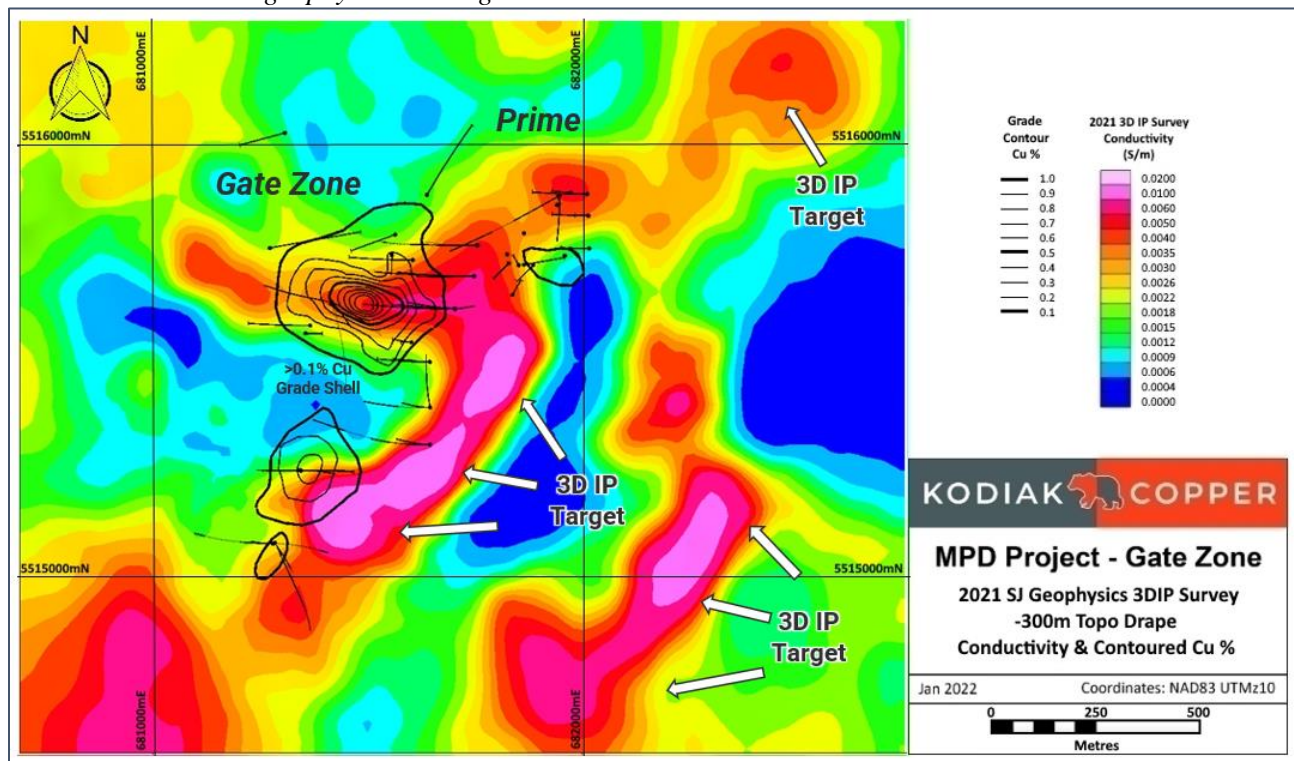 N
681000mE
682000mE
5516000mN
5516000mN
Prime
Gate Zone
3D IP
Target
>0.1% Cu
Grade Shell
3D IP
Target
5515000mN
5515000mN
3D IP
Target
681000mE
682000mE
Grade
Contour
Cu %
1.0
0.9
0.8
0.7
0.6
0.5
0.4
0.3
0.2
0.1
2021 3D IP Survey
Conductivity
(S/m)
0.0200
0.0100
0.0060
0.0050
0.0040
0.0035
0.0030
0.0026
0.0022
0.0018
0.0015
0.0012
0.0009
0.0006
0.0004
0.0000
KODIAK COPPER
MPD Project - Gate Zone
2021 SJ Geophysics 3DIP Survey
-300m Topo Drape
Conductivity & Contoured Cu %
Jan 2022 Coordinates: NAD83 UTMz10
0 250 500
Metres